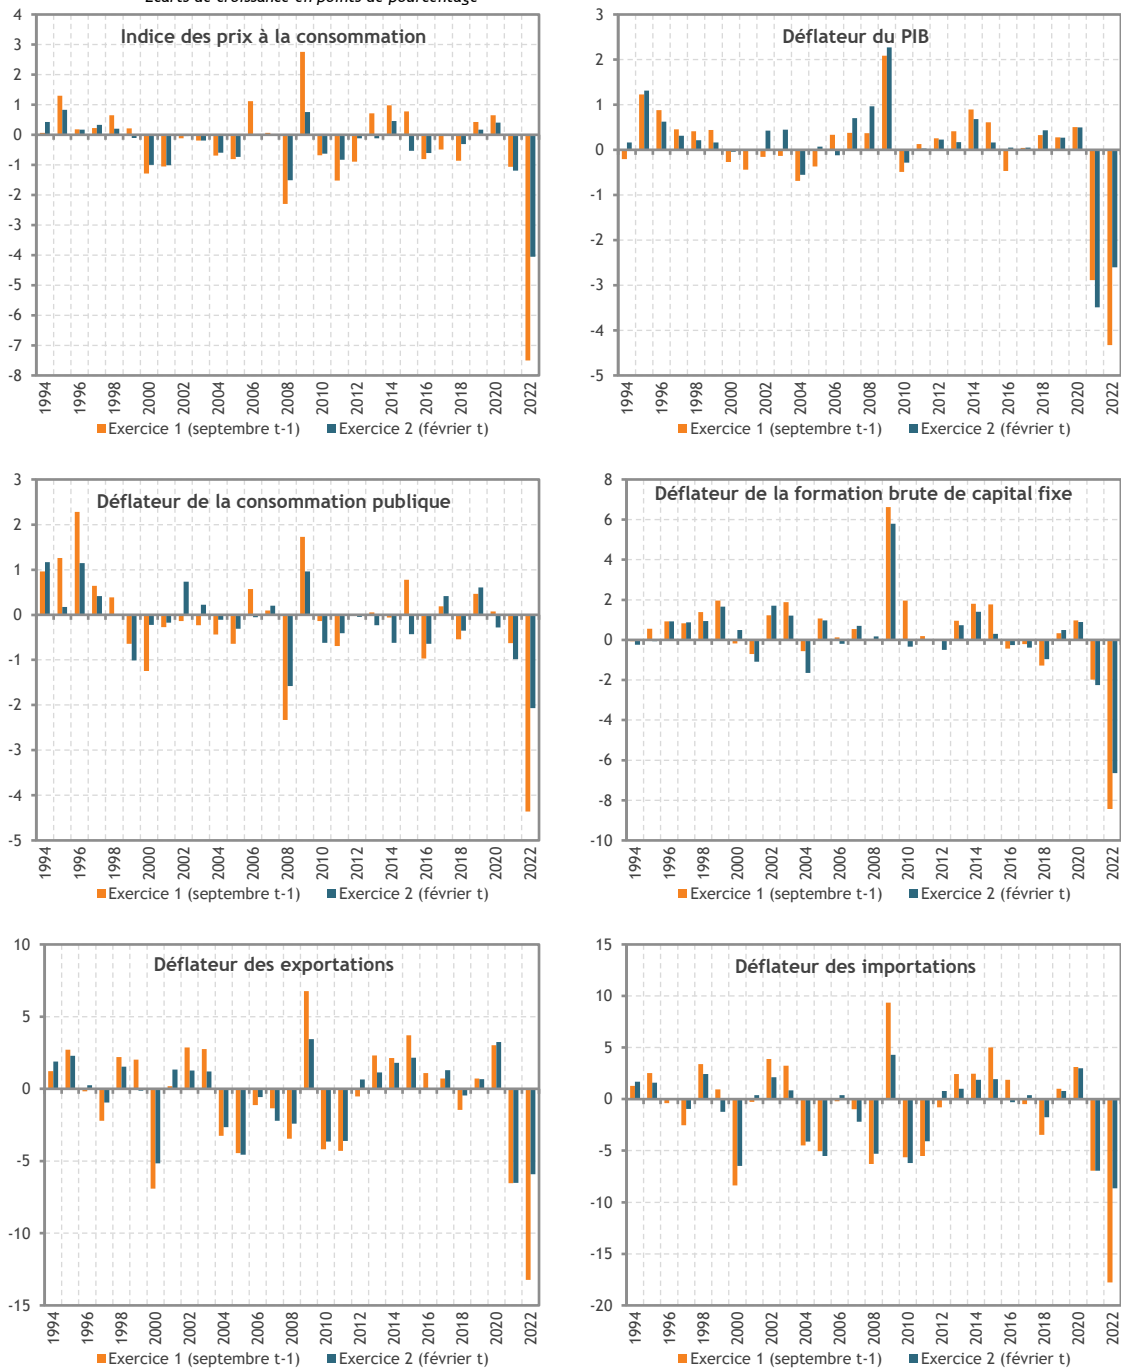 Écarts de croissance en points de pourcentage
Indice des prix à la consommation
4
3
2
1
0
-1
-2
-3
-4
-5
-6
-7
-8
1994 1996 1998 2000 2002 2004 2006 2008 2010 2012 2014 2016 2018 2020 2022
Exercice 1 (septembre t-1) Exercice 2 (février t)
Déflateur du PIB
3
2
1
0
-1
-2
-3
-4
-5
1994 1996 1998 2000 2002 2004 2006 2008 2010 2012 2014 2016 2018 2020 2022
Exercice 1 (septembre t-1) Exercice 2 (février t)
Déflateur de la consommation publique
3
2
1
0
-1
-2
-3
-4
-5
1994 1996 1998 2000 2002 2004 2006 2008 2010 2012 2014 2016 2018 2020 2022
Exercice 1 (septembre t-1) Exercice 2 (février t)
Déflateur de la formation brute de capital fixe
8
6
4
2
0
-2
-4
-6
-8
-10
1994 1996 1998 2000 2002 2004 2006 2008 2010 2012 2014 2016 2018 2020 2022
Exercice 1 (septembre t-1) Exercice 2 (février t)
Déflateur des exportations
10
5
0
-5
-10
-15
1994 1996 1998 2000 2002 2004 2006 2008 2010 2012 2014 2016 2018 2020 2022
Exercice 1 (septembre t-1) Exercice 2 (février t)
Déflateur des importations
15
10
5
0
-5
-10
-15
-20
1994 1996 1998 2000 2002 2004 2006 2008 2010 2012 2014 2016 2018 2020 2022
Exercice 1 (septembre t-1) Exercice 2 (février t)